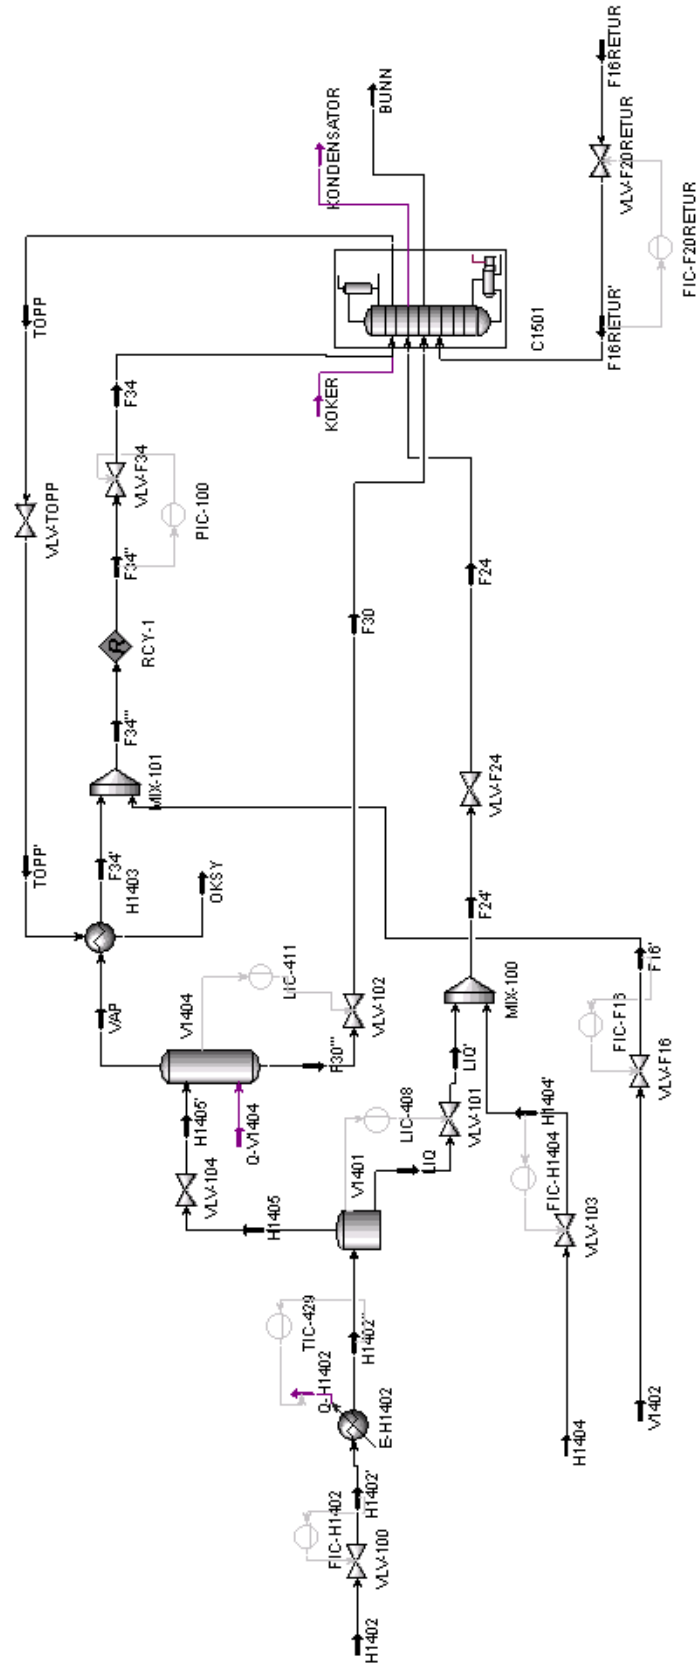 TOPP
VLV-TOPP
TOPP'
F34
VLV-F34
PIC-100
F34''
RCY-1
F34'''
MIX-101
F34'
H1403
OKSY
VAP
V1404
LIC-411
VLV-102
F30'''
F30
H1405'
Q-V1404
VLV-104
H1405
V1401
LIC-408
VLV-101
LIQ
LIQ'
MIX-100
F24'
VLV-F24
F24
KONDENSATOR
BUNN
KOKER
C1501
F16RETUR
VLV-F20RETUR
FIC-F20RETUR
F16RETUR'
TIC-429
Q-H1402
E-H1402
H1402''
H1402'
FIC-H1402
VLV-100
H1402
H1404'
FIC-H1404
VLV-103
H1404
F16'
VLV-F16
V1402